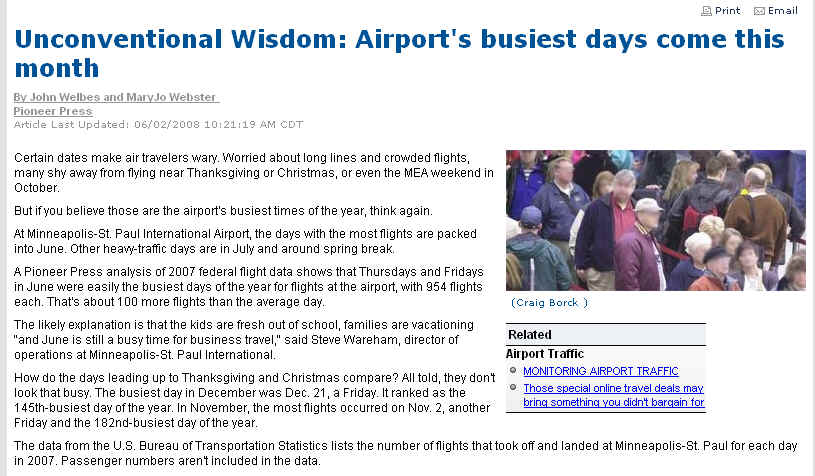 Print Email
Unconventional Wisdom: Airport's busiest days come this
month
By John Welbes and MaryJo Webster
Pioneer Press
Article Last Updated: 06/02/2008 10:21:19 AM CDT
Certain dates make air travelers wary. Worried about long lines and crowded flights,
many shy away from flying near Thanksgiving or Christmas, or even the MEA weekend in
October.
But if you believe those are the airport's busiest times of the year, think again.
At Minneapolis-St. Paul International Airport, the days with the most flights are packed
into June. Other heavy-traffic days are in July and around spring break.
A Pioneer Press analysis of 2007 federal flight data shows that Thursdays and Fridays
in June were easily the busiest days of the year for flights at the airport, with 954 flights
each. That's about 100 more flights than the average day.
The likely explanation is that the kids are fresh out of school, families are vacationing
"and June is still a busy time for business travel," said Steve Wareham, director of
operations at Minneapolis-St. Paul International.
How do the days leading up to Thanksgiving and Christmas compare? All told, they don't
look that busy. The busiest day in December was Dec. 21, a Friday. It ranked as the
145th-busiest day of the year. In November, the most flights occurred on Nov. 2, another
Friday and the 182nd-busiest day of the year.
The data from the U.S. Bureau of Transportation Statistics lists the number of flights that took off and landed at Minneapolis-St. Paul for each day
in 2007. Passenger numbers aren't included in the data.
(Craig Borck )
Related
Airport Traffic
MONITORING AIRPORT TRAFFIC
Those special online travel deals may
bring something you didn't bargain for